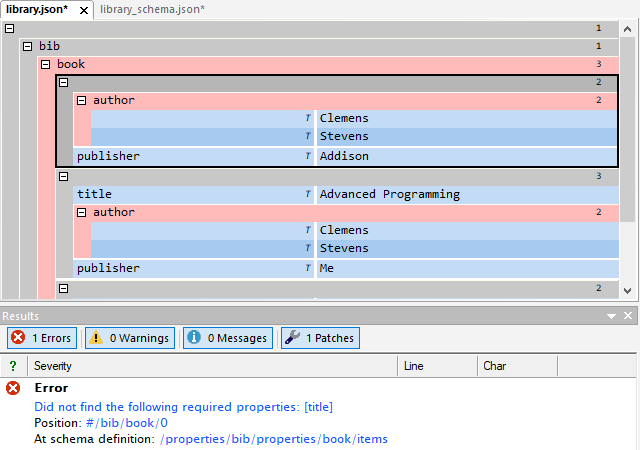 library.json* library_schema.json*
1
bib 1
book 3
2
author 2
T Clemens
T Stevens
publisher T Addison
3
title T Advanced Programming
author 2
T Clemens
T Stevens
publisher T Me
2
Results
1 Errors 0 Warnings 0 Messages 1 Patches
? Severity Line Char
Error
Did not find the following required properties: [title]
Position: #/bib/book/0
At schema definition: /properties/bib/properties/book/items